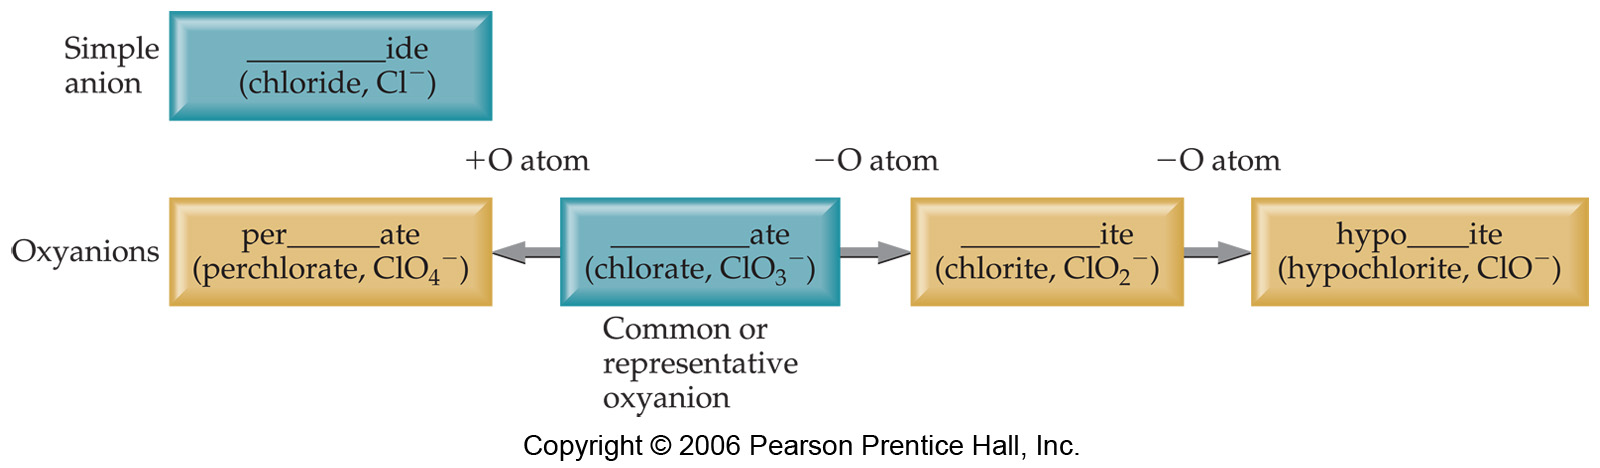 Simple
anion
__________ide
(chloride, Cl⁻)
+O atom
−O atom
−O atom
Oxyanions
per______ate
(perchlorate, ClO₄⁻)
_________ate
(chlorate, ClO₃⁻)
_________ite
(chlorite, ClO₂⁻)
hypo____ite
(hypochlorite, ClO⁻)
Common or
representative
oxyanion
Copyright © 2006 Pearson Prentice Hall, Inc.